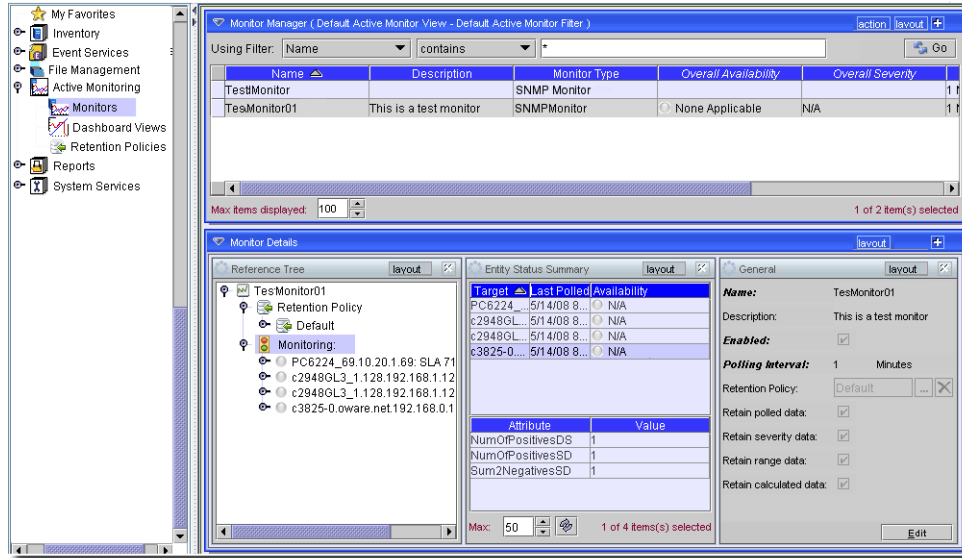 My Favorites
Inventory
Event Services
File Management
Active Monitoring
Monitors
Dashboard Views
Retention Policies
Reports
System Services
Monitor Manager ( Default Active Monitor View - Default Active Monitor Filter )
action layout
Using Filter: Name contains * Go
Name Description Monitor Type Overall Availability Overall Severity
TestIMonitor SNMP Monitor 1
TesMonitor01 This is a test monitor SNMPMonitor None Applicable N/A 1
Max items displayed: 100 1 of 2 item(s) selected
Monitor Details layout
Reference Tree layout
TesMonitor01
Retention Policy
Default
Monitoring:
PC6224_69.10.20.1.69: SLA 71
c2948GL3_1.128.192.168.1.12
c2948GL3_1.128.192.168.1.12
c3825-0.oware.net.192.168.0.1
Entity Status Summary layout
Target Last Polled Availability
PC6224_... 5/14/08 8... N/A
c2948GL... 5/14/08 8... N/A
c2948GL... 5/14/08 8... N/A
c3825-0.... 5/14/08 8... N/A
Attribute Value
NumOfPositivesDS 1
NumOfPositivesSD 1
Sum2NegativesSD 1
Max: 50 1 of 4 items(s) selected
General layout
Name: TesMonitor01
Description: This is a test monitor
Enabled:
Polling Interval: 1 Minutes
Retention Policy: Default ...
Retain polled data:
Retain severity data:
Retain range data:
Retain calculated data:
Edit